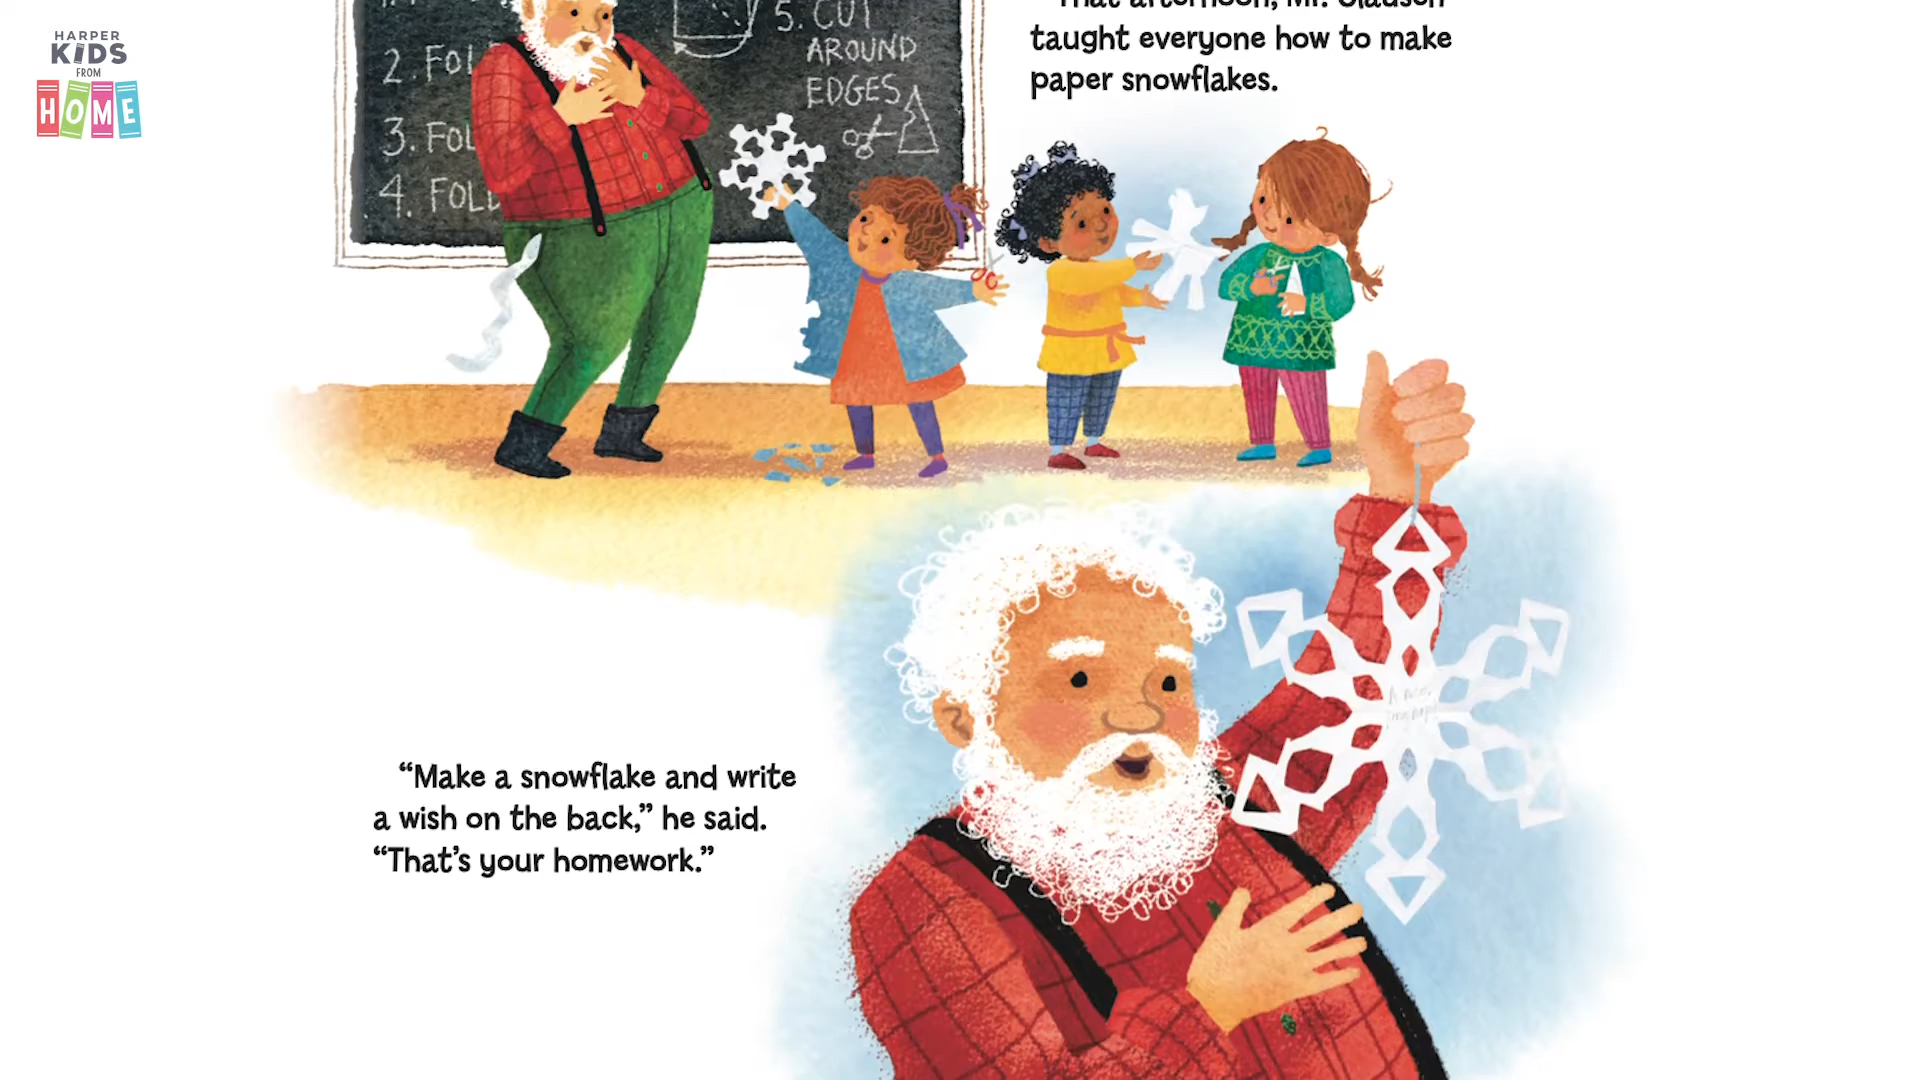 HARPER
KIDS
FROM
HOME
2. FOL
3. FOL
4. FOLD
5. CUT
AROUND
EDGES
taught everyone how to make
paper snowflakes.
“Make a snowflake and write
a wish on the back,” he said.
“That’s your homework.”